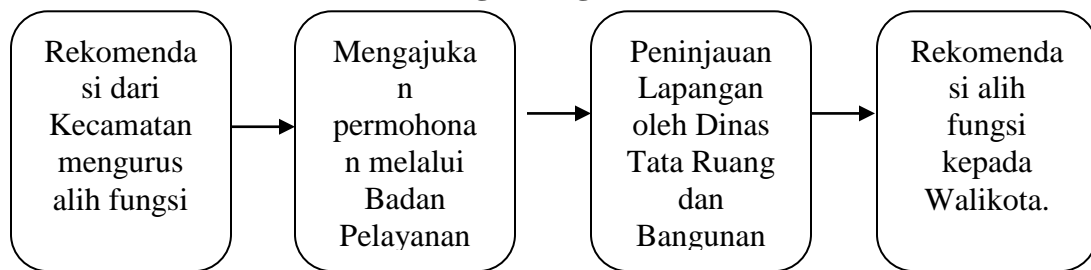 Rekomenda
si dari
Kecamatan
mengurus
alih fungsi
Mengajuka
n
permohona
n melalui
Badan
Pelayanan
Peninjauan
Lapangan
oleh Dinas
Tata Ruang
dan
Bangunan
Rekomenda
si alih
fungsi
kepada
Walikota.